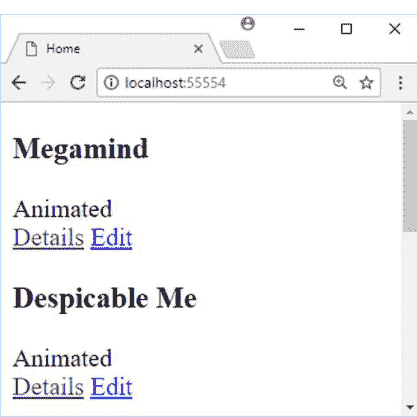 Home
localhost:55554
Megamind
Animated
Details Edit
Despicable Me
Animated
Details Edit